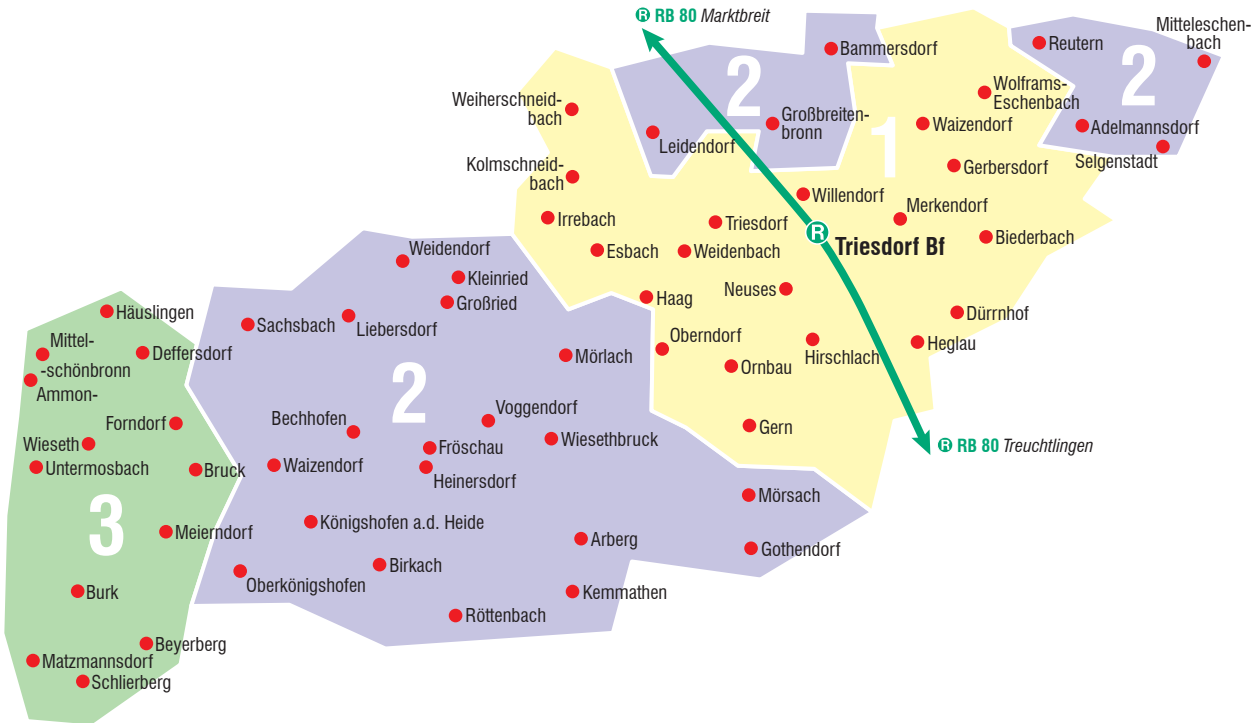 R RB 80 Marktbreit
Mitteleschen-
bach
Bammersdorf
Reutern
2
2
Wolframs-
Eschenbach
Weiherschneid-
bach
Großbreiten-
bronn
Waizendorf
Adelmannsdorf
1
Leidendorf
Selgenstadt
Kolmschneid-
bach
Gerbersdorf
Willendorf
Merkendorf
Irrebach
Triesdorf
R
Triesdorf Bf
Biederbach
Esbach
Weidenbach
Weidendorf
Kleinried
Neuses
Haag
Großried
Häuslingen
Sachsbach
Liebersdorf
Dürrnhof
Mittel-
-schönbronn
Ammon-
Deffersdorf
Mörlach
Oberndorf
Hirschlach
Heglau
Ornbau
2
Bechhofen
Voggendorf
Forndorf
Gern
Wieseth
Fröschau
Wiesethbruck
R RB 80 Treuchtlingen
Untermosbach
Bruck
Waizendorf
Heinersdorf
3
Mörsach
Königshofen a.d. Heide
Meierndorf
Arberg
Gothendorf
Birkach
Oberkönigshofen
Burk
Kemmathen
Röttenbach
Beyerberg
Matzmannsdorf
Schlierberg